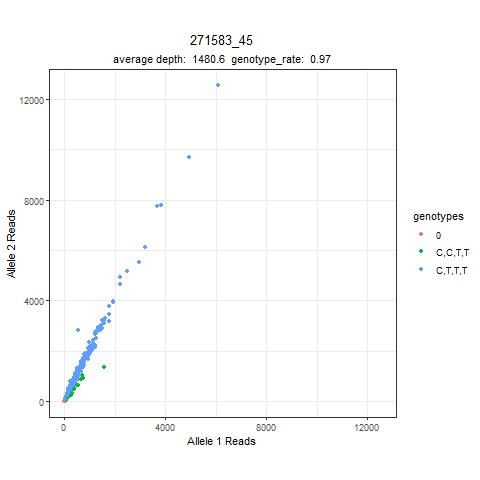 271583_45
average depth:  1480.6  genotype_rate:  0.97
12000
8000
4000
0
Allele 2 Reads
0
4000
8000
12000
Allele 1 Reads
genotypes
0
C,C,T,T
C,T,T,T